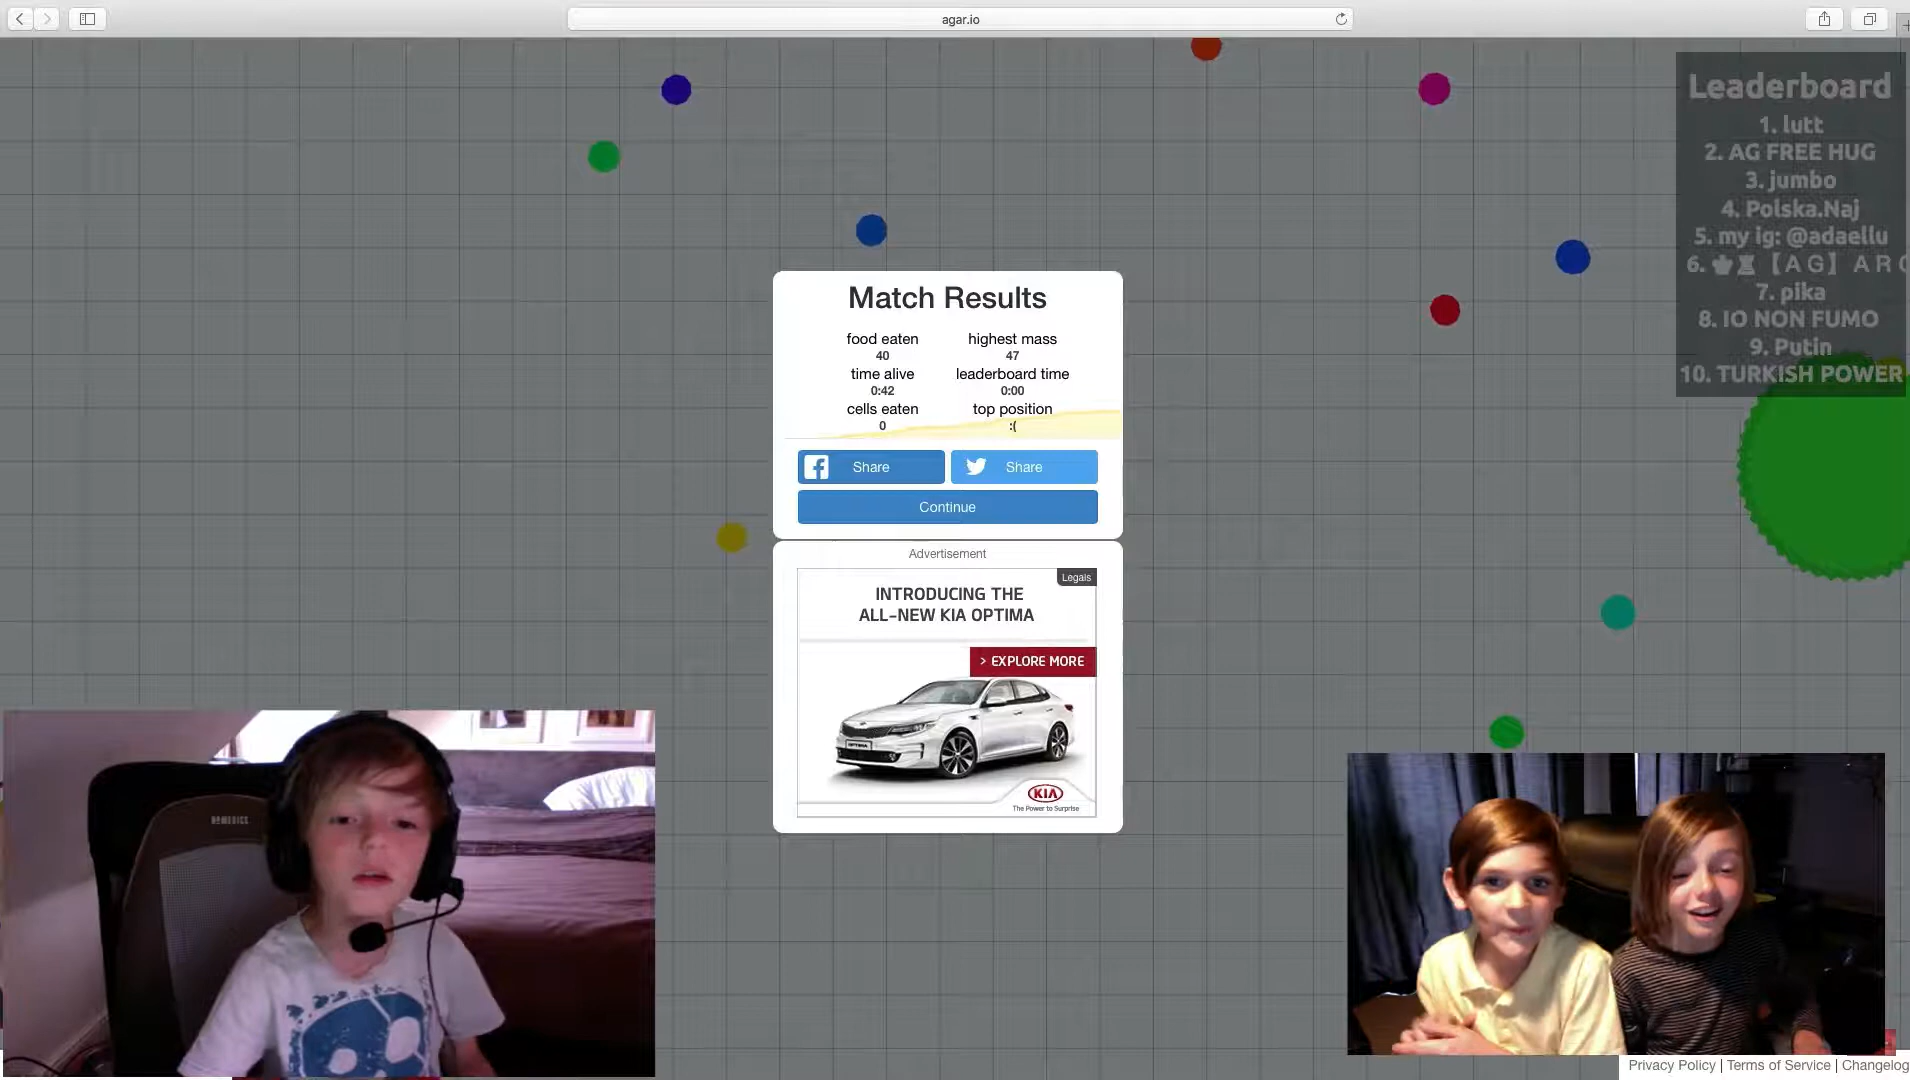 agar.io
Leaderboard
1. lutt
2. AG FREE HUG
3. jumbo
4. Polska.Naj
5. my ig: @adaellu
6. ♚♜【A G】 A R
7. pika
8. IO NON FUMO
9. Putin
10. TURKISH POWER
Match Results
food eaten highest mass
40 47
time alive leaderboard time
0:42 0:00
cells eaten top position
0 :(
Share Share
Continue
Advertisement
Legals
INTRODUCING THE
ALL-NEW KIA OPTIMA
> EXPLORE MORE
OPTIMA
KIA
The Power to Surprise
HOMEDICS
Privacy Policy | Terms of Service | Changelog